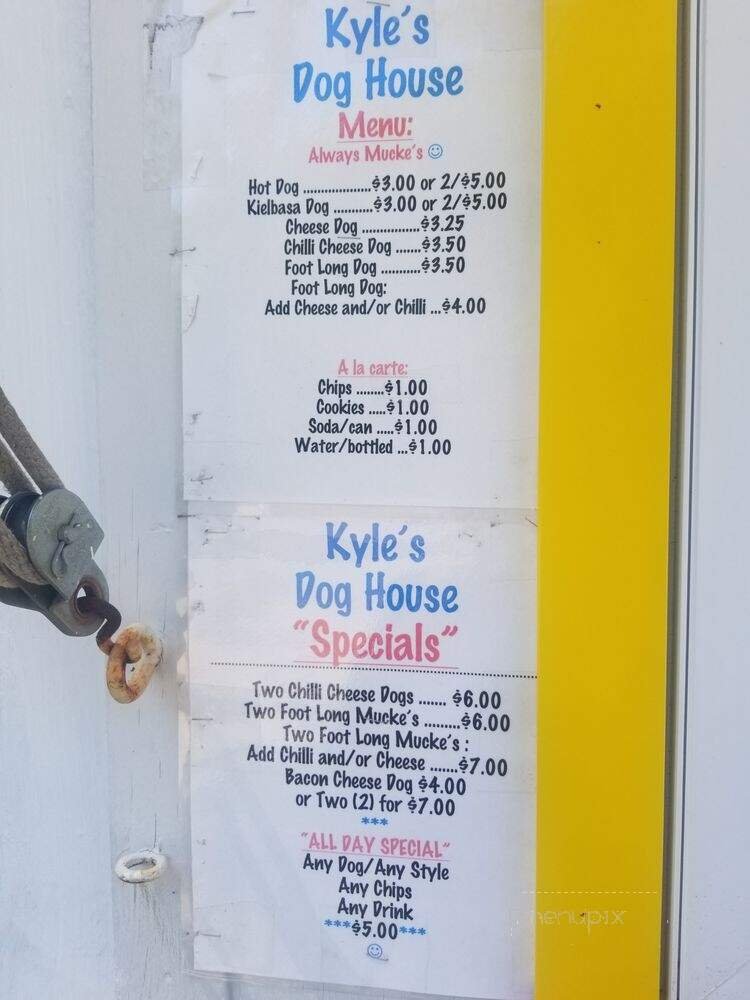 Kyle's
Dog House
Menu:
Always Mucke's ☺
Hot Dog ...................$3.00 or 2/$5.00
Kielbasa Dog ...........$3.00 or 2/$5.00
Cheese Dog ................$3.25
Chilli Cheese Dog .......$3.50
Foot Long Dog ...........$3.50
Foot Long Dog:
Add Cheese and/or Chilli ...$4.00
A la carte:
Chips ........$1.00
Cookies .....$1.00
Soda/can .....$1.00
Water/bottled ...$1.00
Kyle's
Dog House
"Specials"
Two Chilli Cheese Dogs ....... $6.00
Two Foot Long Mucke's .........$6.00
Two Foot Long Mucke's :
Add Chilli and/or Cheese .......$7.00
Bacon Cheese Dog $4.00
or Two (2) for $7.00
***
"ALL DAY SPECIAL"
Any Dog/Any Style
Any Chips
Any Drink
***$5.00***
☺
menupix